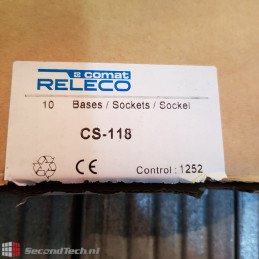 comat
RELECO
10 Bases / Sockets / Sockel
CS-118
CE Control : 1252
SecondTech.nl